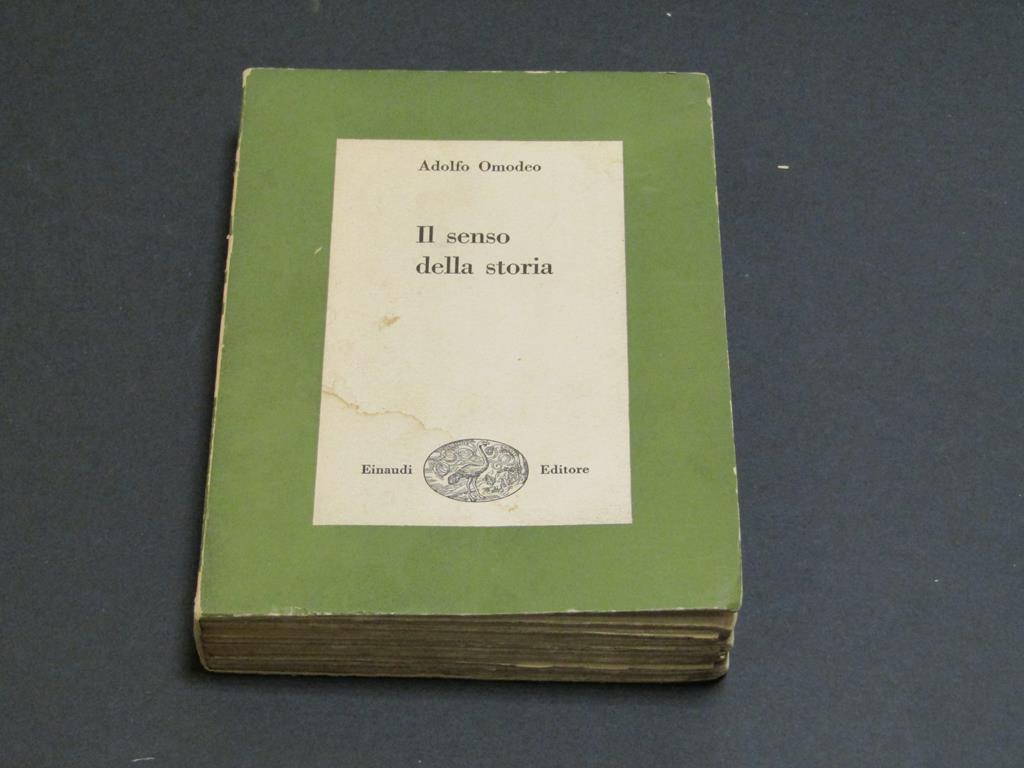 Adolfo Omodeo
Il senso
della storia
Einaudi Editore